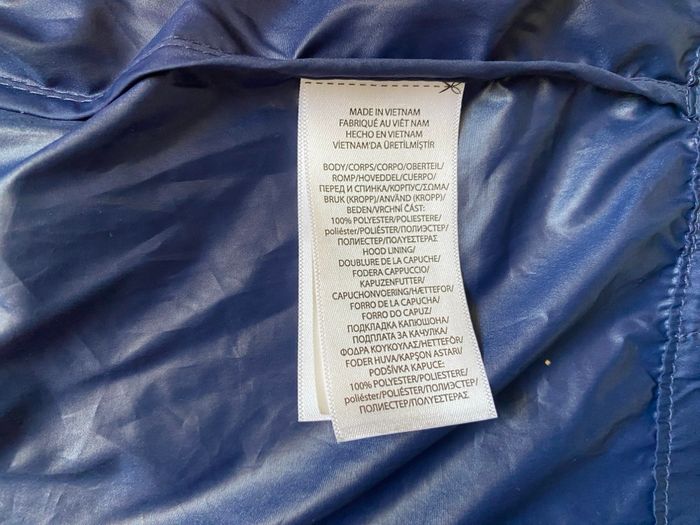 MADE IN VIETNAM
FABRIQUÉ AU VIÊT NAM
HECHO EN VIETNAM
VIETNAM'DA ÜRETİLMİŞTİR
BODY/CORPS/CORPO/OBERTEIL/
ROMP/HOVEDDEL/CUERPO/
ПЕРЕД И СПИНКА/КОРПУС/ΣΩΜΑ/
BRUK (KROPP)/ANVÄND (KROPP)/
BEDEN/VRCHNÍ ČÁST:
100% POLYESTER/POLIESTERE/
poliéster/POLIÉSTER/ПОЛИЭСТЕР/
ПОЛИЕСТЕР/ΠΟΛΥΕΣΤΕΡΑΣ
HOOD LINING/
DOUBLURE DE LA CAPUCHE/
FODERA CAPPUCCIO/
KAPUZENFUTTER/
CAPUCHONVOERING/HÆTTEFOR/
FORRO DE LA CAPUCHA/
FORRO DO CAPUZ/
ПОДКЛАДКА КАПЮШОНА/
ПОДПЛАТА ЗА КАЧУЛКА/
ΦΟΔΡΑ ΚΟΥΚΟΥΛΑΣ/HETTEFÔR/
FODER HUVA/KAPŞON ASTARI/
PODŠÍVKA KAPUCE:
100% POLYESTER/POLIESTERE/
poliéster/POLIÉSTER/ПОЛИЭСТЕР/
ПОЛИЕСТЕР/ΠΟΛΥΕΣΤΕΡΑΣ